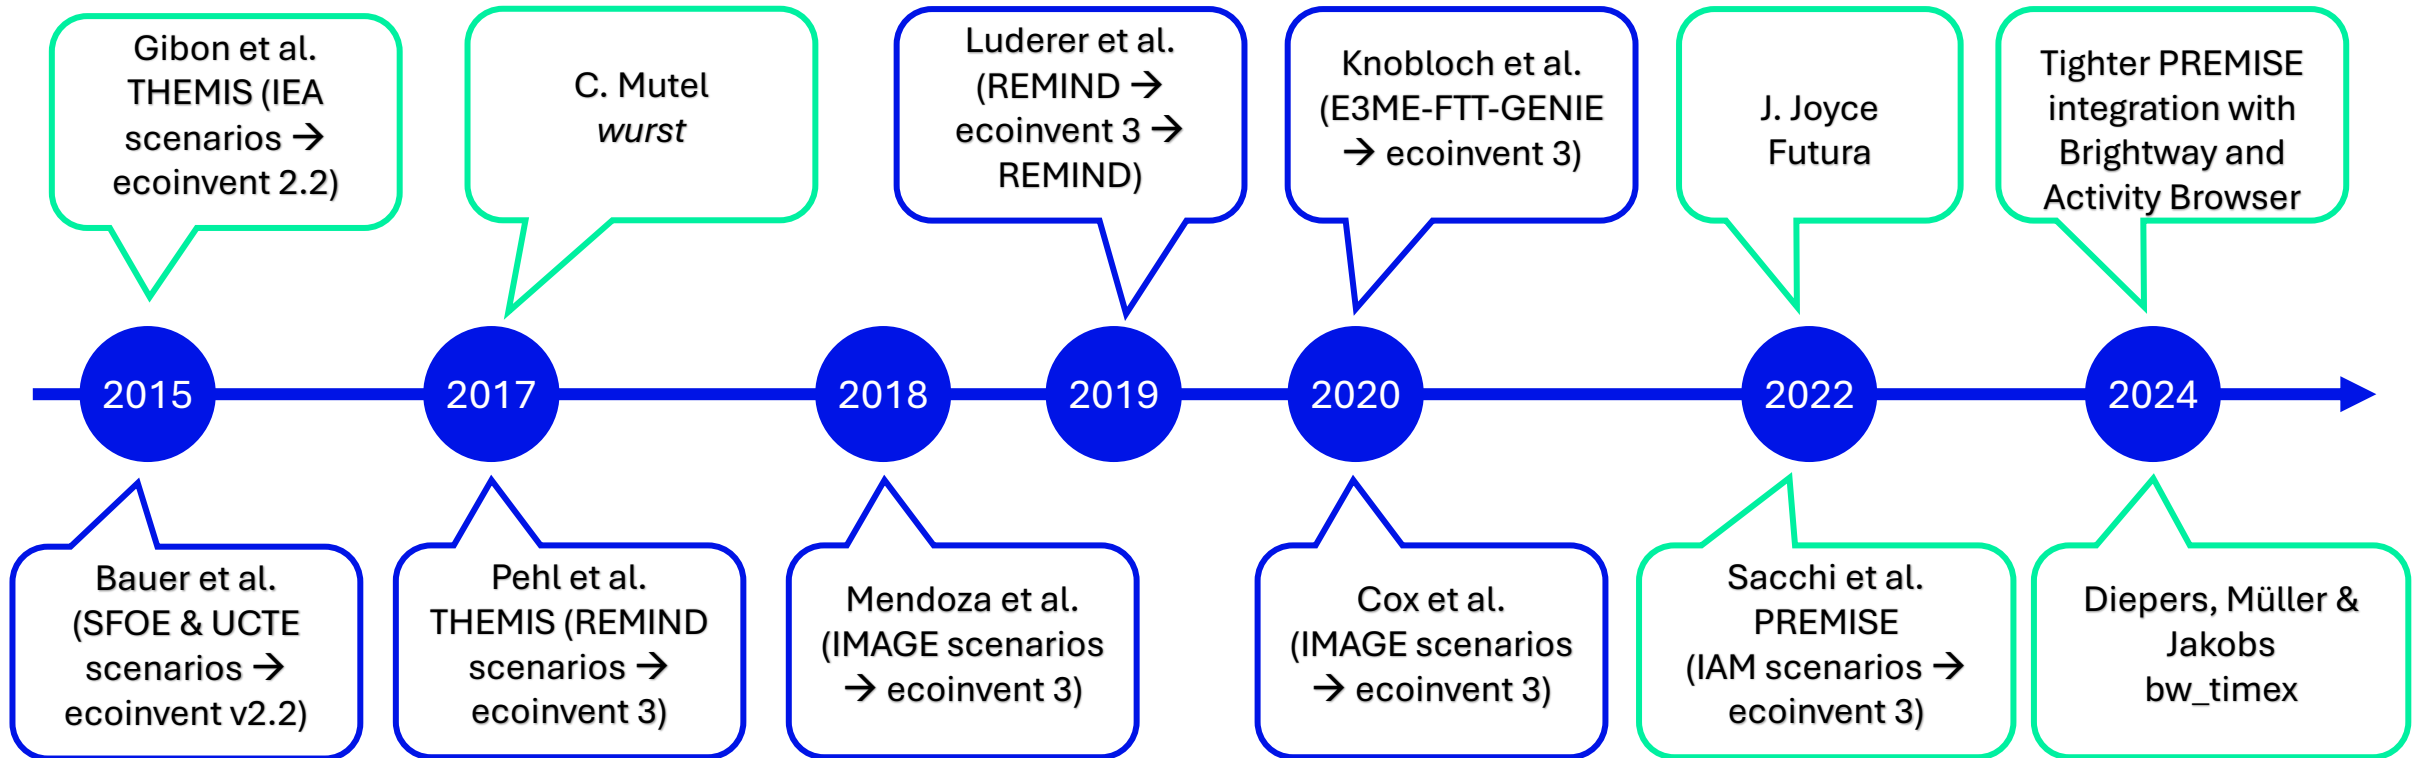 Gibon et al.
THEMIS (IEA
scenarios →
ecoinvent 2.2)
C. Mutel
wurst
Luderer et al.
(REMIND →
ecoinvent 3 →
REMIND)
Knobloch et al.
(E3ME-FTT-GENIE
→ ecoinvent 3)
J. Joyce
Futura
Tighter PREMISE
integration with
Brightway and
Activity Browser
2015
2017
2018
2019
2020
2022
2024
Bauer et al.
(SFOE & UCTE
scenarios →
ecoinvent v2.2)
Pehl et al.
THEMIS (REMIND
scenarios →
ecoinvent 3)
Mendoza et al.
(IMAGE scenarios
→ ecoinvent 3)
Cox et al.
(IMAGE scenarios
→ ecoinvent 3)
Sacchi et al.
PREMISE
(IAM scenarios →
ecoinvent 3)
Diepers, Müller &
Jakobs
bw_timex